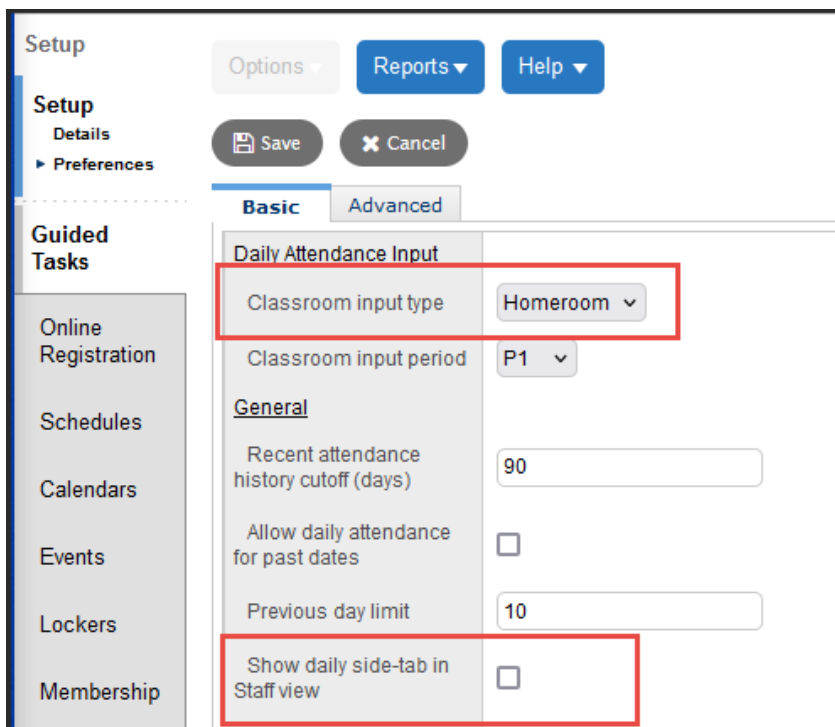 Setup
Options
Reports
Help
Setup
Details
Preferences
Save
Cancel
Basic
Advanced
Guided
Tasks
Online
Registration
Schedules
Calendars
Events
Lockers
Membership
Daily Attendance Input
Classroom input type
Homeroom
Classroom input period
P1
General
Recent attendance
history cutoff (days)
90
Allow daily attendance
for past dates
Previous day limit
10
Show daily side-tab in
Staff view